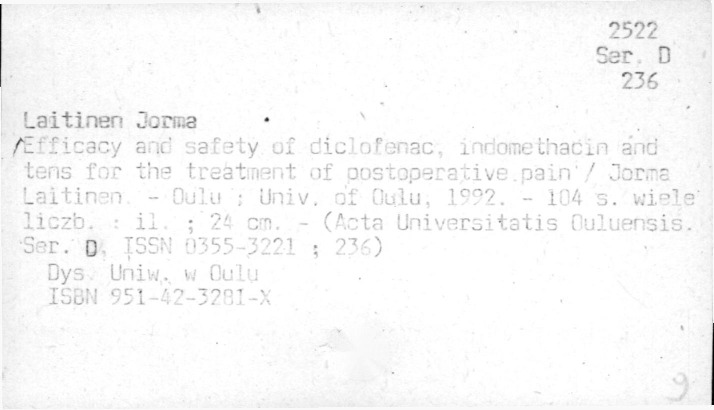 2522
Ser. D
236
Laitinen Jorma
/Efficacy and safety of diclofenac, indomethacin and
tens for the treatment of postoperative pain / Jorma
Laitinen. - Oulu ; Univ. of Oulu, 1992. - 104 s. wiele
liczb. : il. ; 24 cm. - (Acta Universitatis Ouluensis.
Ser. D, ISSN 0355-3221 ; 236)
Dys. Uniw. w Oulu
ISBN 951-42-3281-X
9